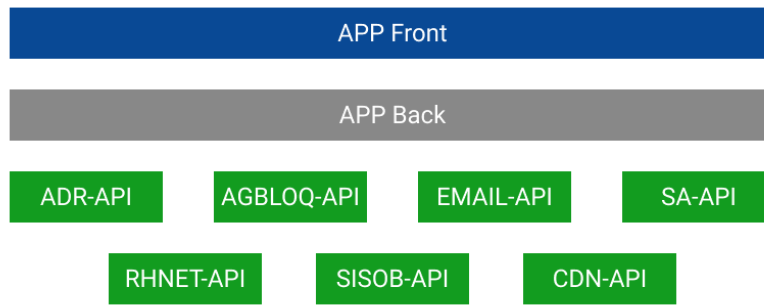 APP Front
APP Back
ADR-API AGBLOQ-API EMAIL-API SA-API
RHNET-API SISOB-API CDN-API